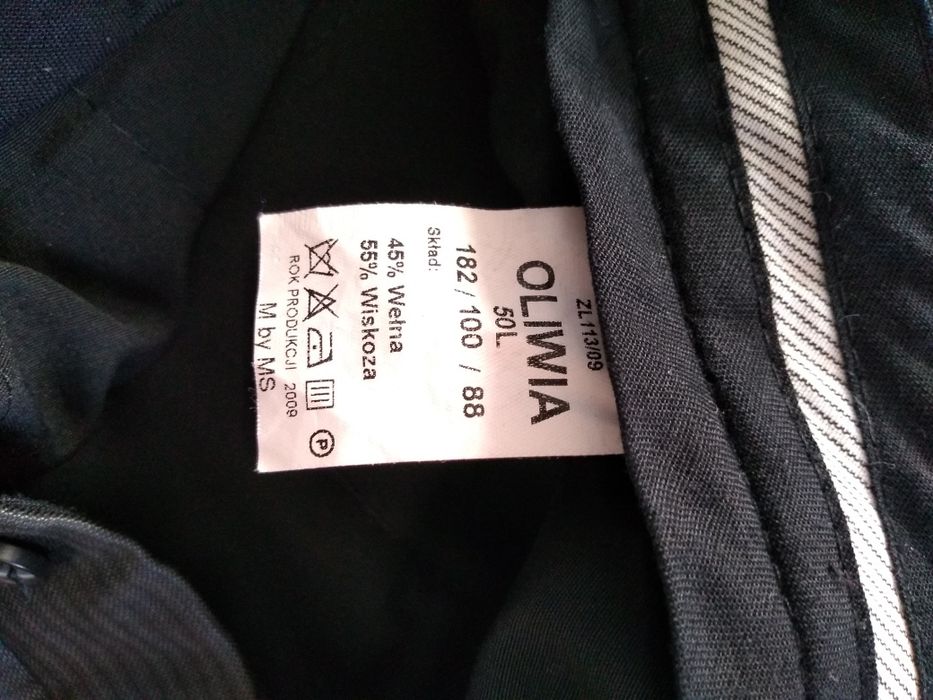 ZL113/09
OLIWIA
50L
182 / 100 / 88
Skład:
45% Wełna
55% Wiskoza
P
ROK PRODUKCJI 2009
M by MS